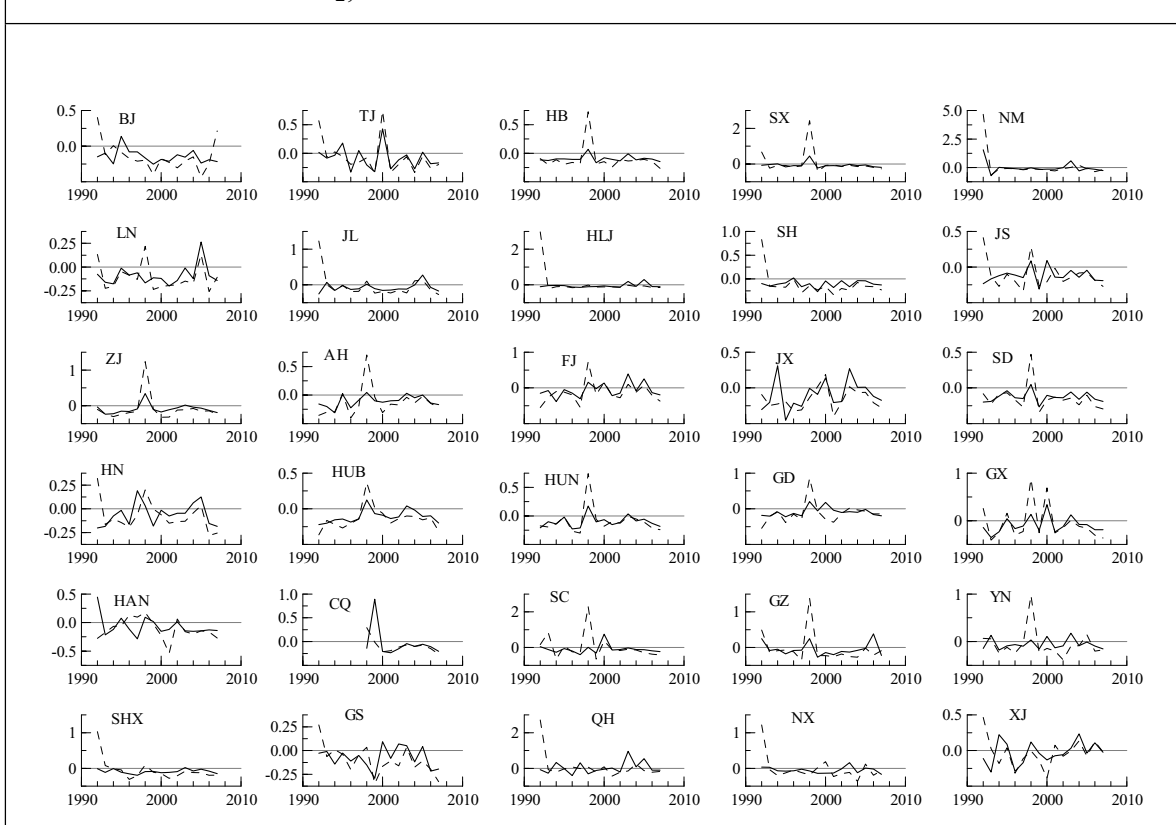 BJ TJ HB SX NM
0.5 0.5 0.5 2 5.0
0.0 0.0 0.0 0 2.5
0.0
1990 2000 2010 1990 2000 2010 1990 2000 2010 1990 2000 2010 1990 2000 2010
LN JL HLJ SH JS
0.25 1 2 1.0 0.5
0.00 0 0 0.5 0.0
-0.25 0.0
1990 2000 2010 1990 2000 2010 1990 2000 2010 1990 2000 2010 1990 2000 2010
ZJ AH FJ JX SD
1 0.5 1 0.5 0.5
0 0.0 0 0.0 0.0
1990 2000 2010 1990 2000 2010 1990 2000 2010 1990 2000 2010 1990 2000 2010
HN HUB HUN GD GX
0.25 0.5 0.5 1 1
0.00 0.0 0.0 0 0
-0.25
1990 2000 2010 1990 2000 2010 1990 2000 2010 1990 2000 2010 1990 2000 2010
HAN CQ SC GZ YN
0.5 1.0 2 1 1
0.0 0.5 0 0 0
-0.5 0.0
1990 2000 2010 1990 2000 2010 1990 2000 2010 1990 2000 2010 1990 2000 2010
SHX GS QH NX XJ
1 0.25 2 1 0.5
0 0.00 0 0 0.0
-0.25
1990 2000 2010 1990 2000 2010 1990 2000 2010 1990 2000 2010 1990 2000 2010